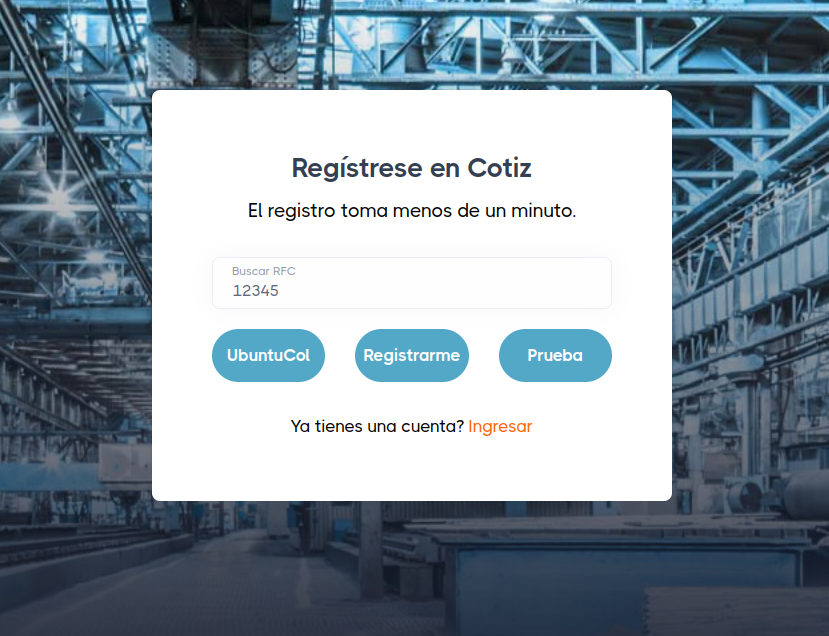 Regístrese en Cotiz
El registro toma menos de un minuto.
Buscar RFC
12345
UbuntuCol
Registrarme
Prueba
Ya tienes una cuenta? Ingresar